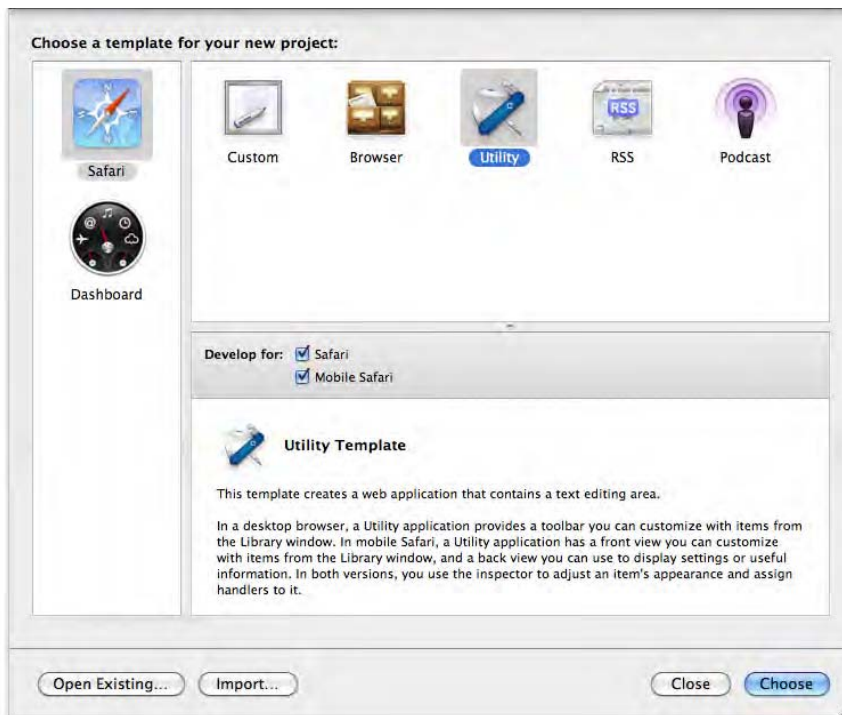 Choose a template for your new project:
Safari
Dashboard
Custom
Browser
Utility
RSS
RSS
Podcast
Develop for:
Safari
Mobile Safari
Utility Template
This template creates a web application that contains a text editing area.
In a desktop browser, a Utility application provides a toolbar you can customize with items from
the Library window. In mobile Safari, a Utility application has a front view you can customize
with items from the Library window, and a back view you can use to display settings or useful
information. In both versions, you use the inspector to adjust an item's appearance and assign
handlers to it.
Open Existing...
Import...
Close
Choose